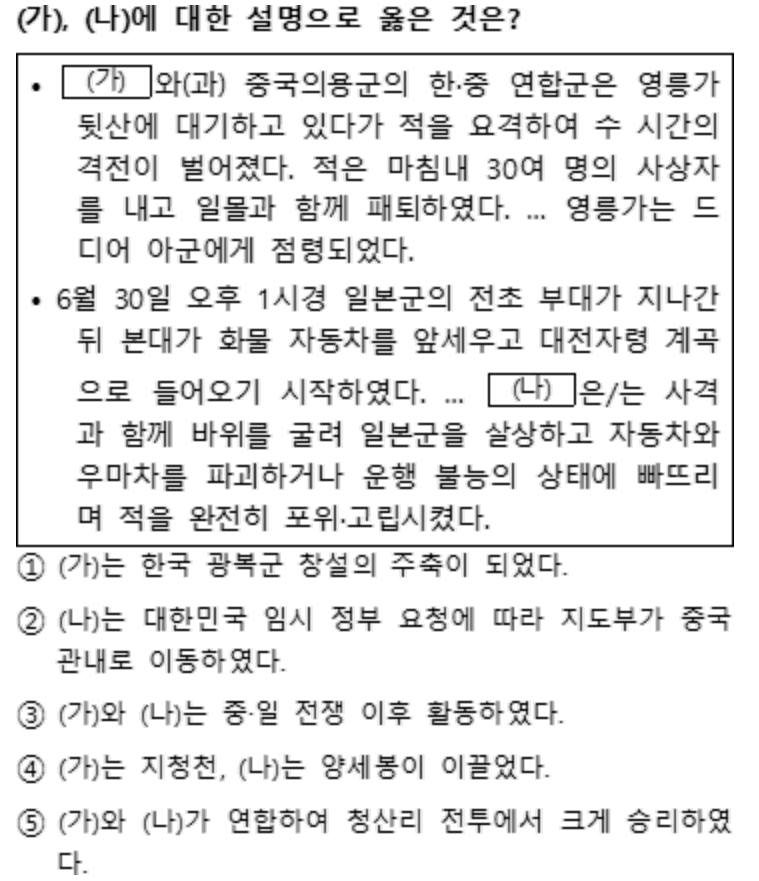 (가), (나)에 대한 설명으로 옳은 것은?
• (가) 와(과) 중국의용군의 한·중 연합군은 영릉가
뒷산에 대기하고 있다가 적을 요격하여 수 시간의
격전이 벌어졌다. 적은 마침내 30여 명의 사상자
를 내고 일몰과 함께 패퇴하였다. ... 영릉가는 드
디어 아군에게 점령되었다.
• 6월 30일 오후 1시경 일본군의 전초 부대가 지나간
뒤 본대가 화물 자동차를 앞세우고 대전자령 계곡
으로 들어오기 시작하였다. ... (나) 은/는 사격
과 함께 바위를 굴려 일본군을 살상하고 자동차와
우마차를 파괴하거나 운행 불능의 상태에 빠뜨리
며 적을 완전히 포위·고립시켰다.
① (가)는 한국 광복군 창설의 주축이 되었다.
② (나)는 대한민국 임시 정부 요청에 따라 지도부가 중국
관내로 이동하였다.
③ (가)와 (나)는 중·일 전쟁 이후 활동하였다.
④ (가)는 지청천, (나)는 양세봉이 이끌었다.
⑤ (가)와 (나)가 연합하여 청산리 전투에서 크게 승리하였
다.